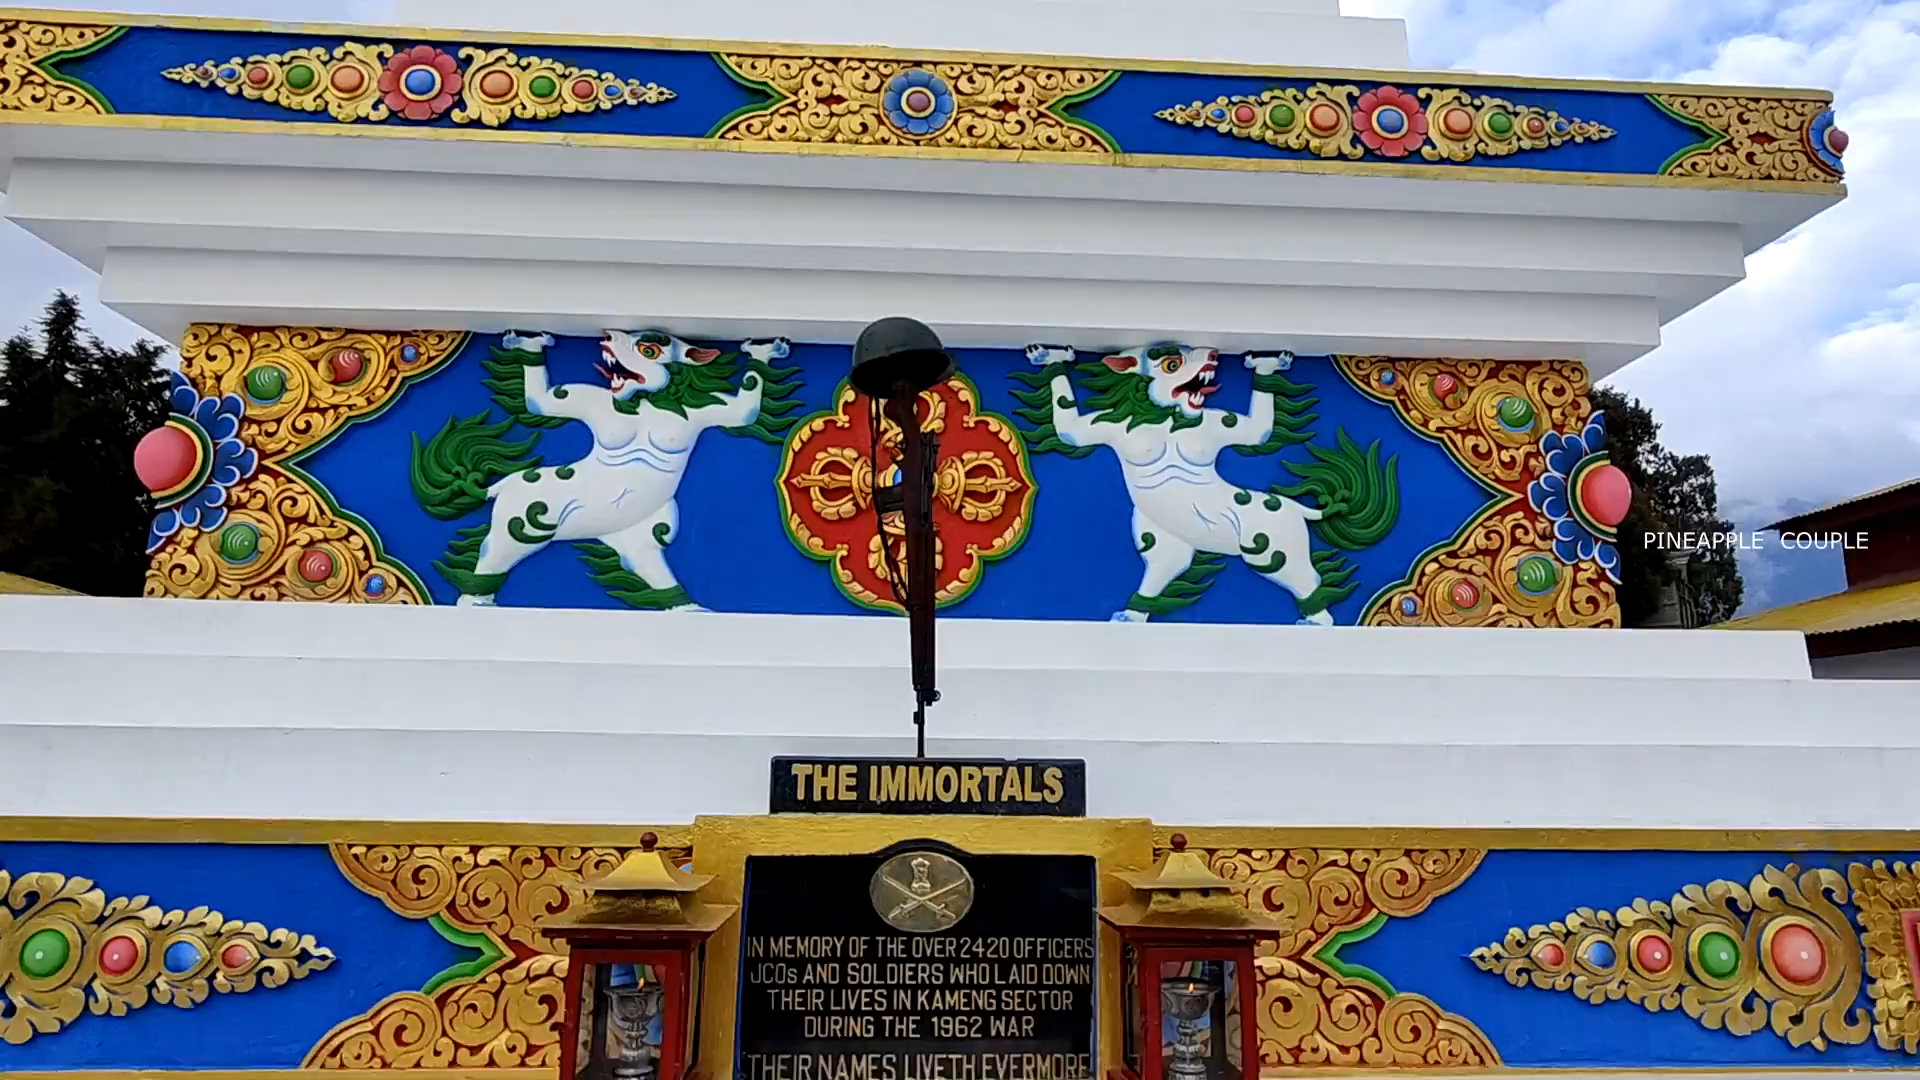 PINEAPPLE COUPLE
THE IMMORTALS
IN MEMORY OF THE OVER 2420 OFFICERS
JCOs AND SOLDIERS WHO LAID DOWN
THEIR LIVES IN KAMENG SECTOR
DURING THE 1962 WAR
THEIR NAMES LIVETH EVERMORE